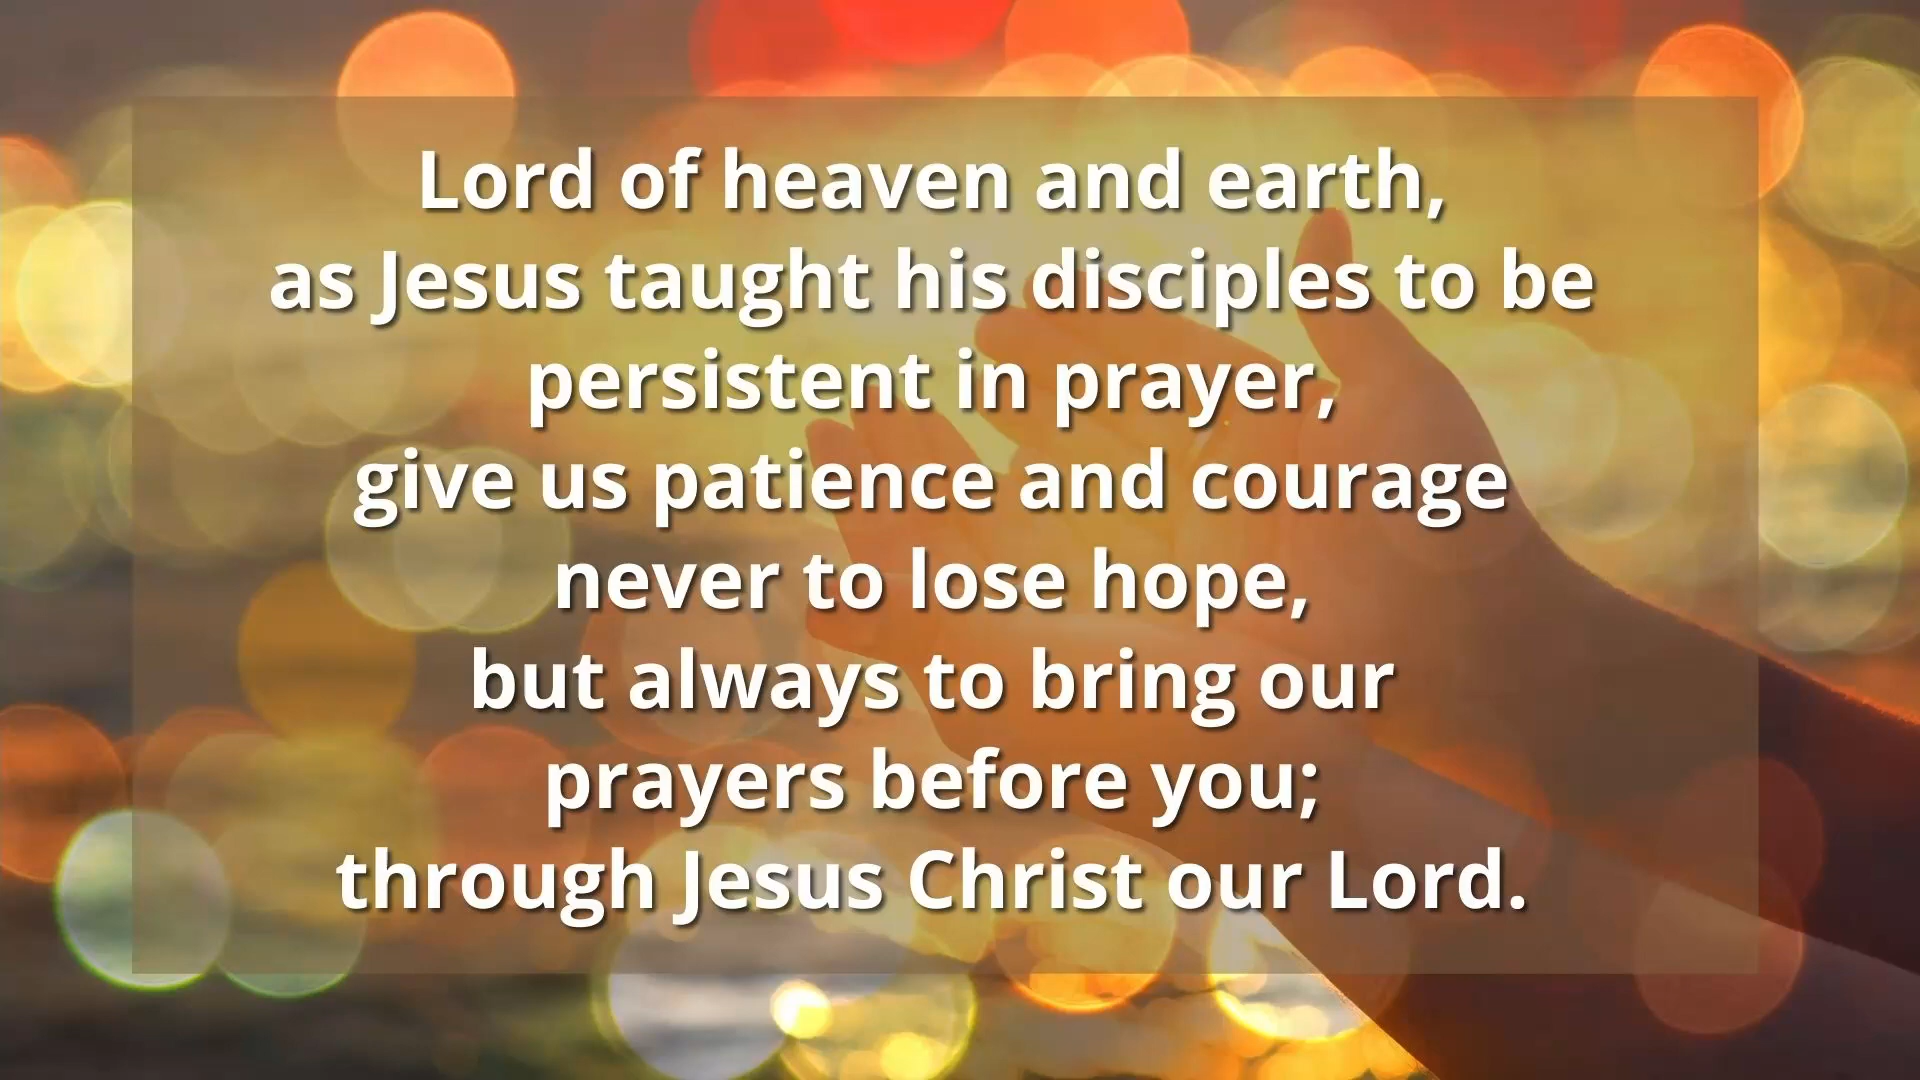 Lord of heaven and earth,
as Jesus taught his disciples to be
persistent in prayer,
give us patience and courage
never to lose hope,
but always to bring our
prayers before you;
through Jesus Christ our Lord.